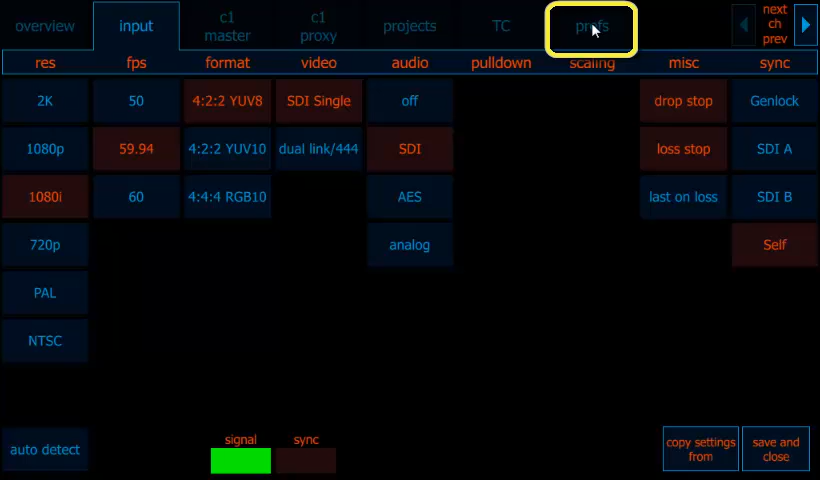 overview
input
c1
master
c1
proxy
projects
TC
prefs
next
ch
prev
res
fps
format
video
audio
pulldown
scaling
misc
sync
2K
50
4:2:2 YUV8
SDI Single
off
drop stop
Genlock
1080p
59.94
4:2:2 YUV10
dual link/444
SDI
loss stop
SDI A
1080i
60
4:4:4 RGB10
AES
last on loss
SDI B
720p
analog
Self
PAL
NTSC
auto detect
signal
sync
copy settings
from
save and
close